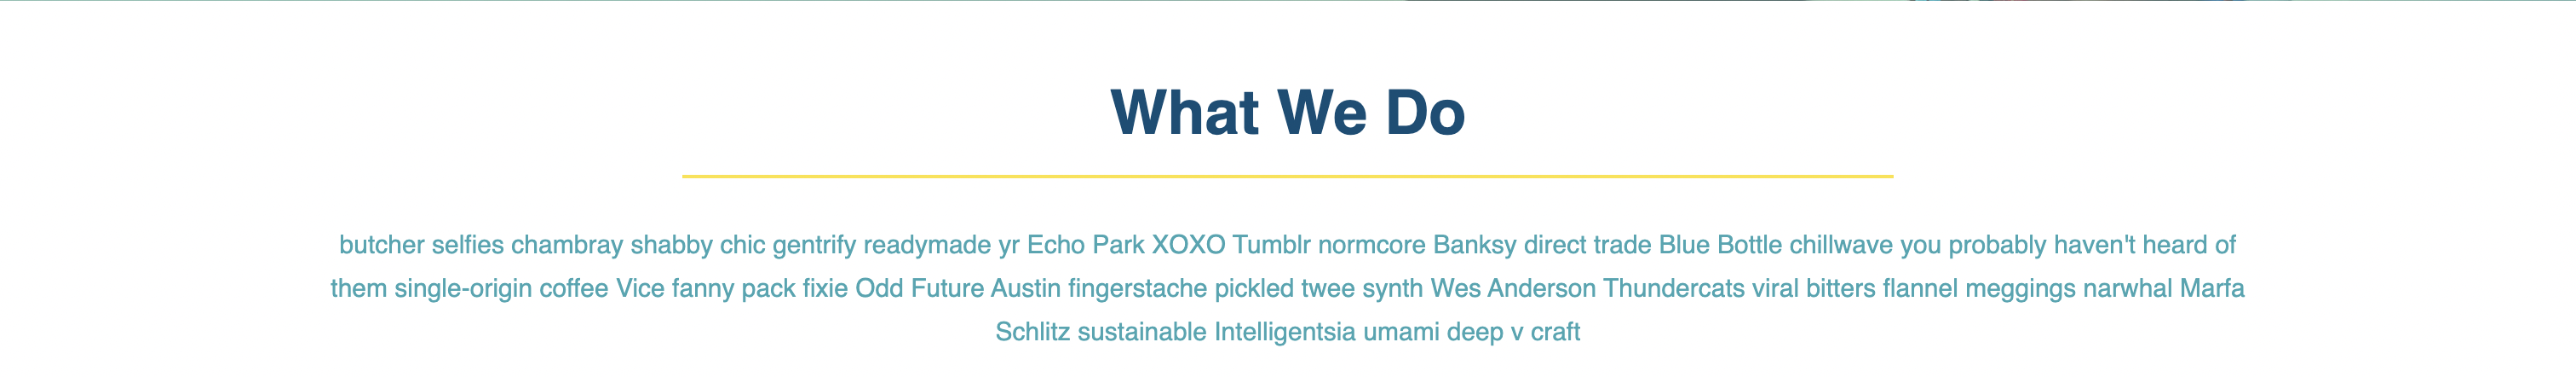 What We Do
butcher selfies chambray shabby chic gentrify readymade yr Echo Park XOXO Tumblr normcore Banksy direct trade Blue Bottle chillwave you probably haven't heard of
them single-origin coffee Vice fanny pack fixie Odd Future Austin fingerstache pickled twee synth Wes Anderson Thundercats viral bitters flannel meggings narwhal Marfa
Schlitz sustainable Intelligentsia umami deep v craft